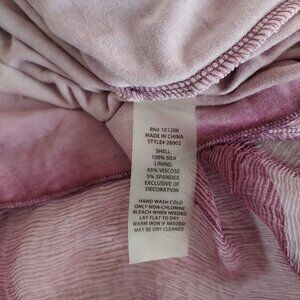 RN# 101206
MADE IN CHINA
STYLE# 28002
SHELL:
100% SILK
LINING:
95% VISCOSE
5% SPANDEX
EXCLUSIVE OF
DECORATION
HAND WASH COLD
ONLY NON-CHLORINE
BLEACH WHEN NEEDED
LAY FLAT TO DRY
WARM IRON IF NEEDED
MAY BE DRY CLEANED